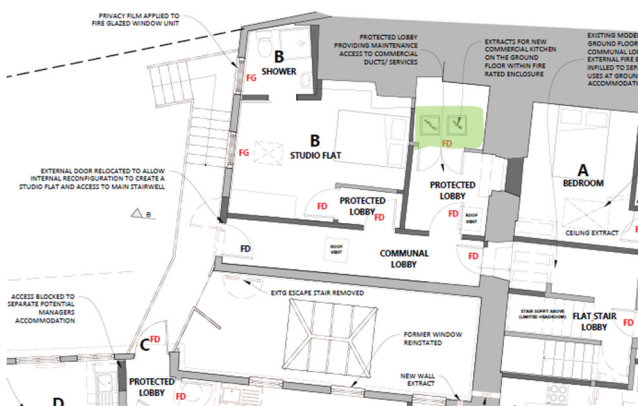 PRIVACY FILM APPLIED TO
FIRE GLAZED WINDOW UNIT
B
SHOWER
FG
PROTECTED LOBBY
PROVIDING MAINTENANCE
ACCESS TO COMMERCIAL
DUCTS/ SERVICES
EXTRACTS FOR NEW
COMMERCIAL KITCHEN
ON THE GROUND
FLOOR WITHIN FIRE
RATED ENCLOSURE
EXISTING MODE
GROUND FLOOR
COMMUNAL LO
EXTERNAL FIRE E
INFILLED TO SEPA
USES AT GROUND
ACCOMMODATIO
FG
B
STUDIO FLAT
FD
A
BEDROOM
EXTERNAL DOOR RELOCATED TO ALLOW
INTERNAL RECONFIGURATION TO CREATE A
STUDIO FLAT AND ACCESS TO MAIN STAIRWELL
FD
PROTECTED
LOBBY
FD
PROTECTED
LOBBY
FD
ROOF
VENT
B
CEILING EXTRACT
FD
ROOF
VENT
COMMUNAL
LOBBY
FD
EXTG ESCAPE STAIR REMOVED
ACCESS BLOCKED TO
SEPARATE POTENTIAL
MANAGERS
ACCOMMODATION
STAIR SOFFIT ABOVE
(LIMITED HEADROOM)
FLAT STAIR
LOBBY
FD
C
FD
FORMER WINDOW
REINSTATED
PROTECTED
LOBBY
FD
NEW WALL
EXTRACT
D